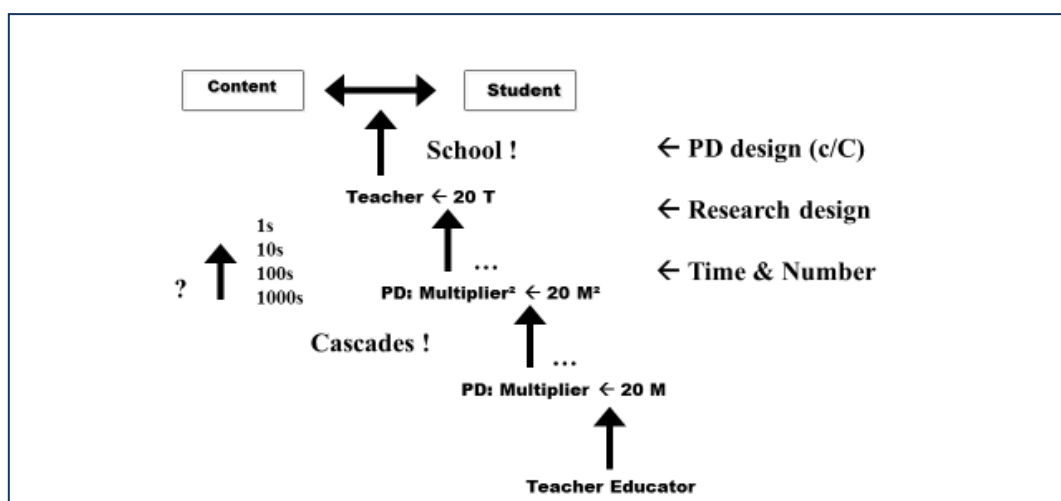 Content
Student
School !
← PD design (c/C)
Teacher ← 20 T
← Research design
1s
10s
100s
1000s
?
...
← Time & Number
PD: Multiplier² ← 20 M²
Cascades !
...
PD: Multiplier ← 20 M
Teacher Educator